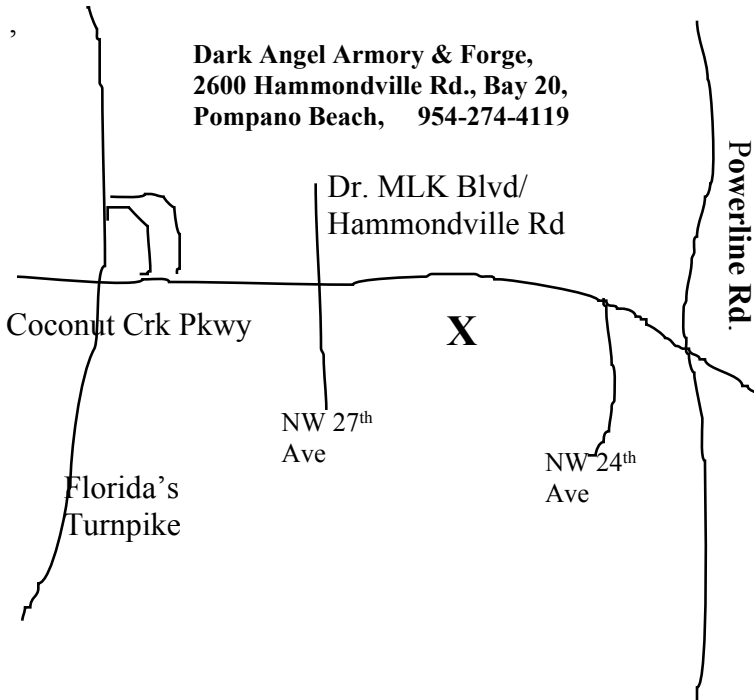 ,
Dark Angel Armory & Forge,
2600 Hammondville Rd., Bay 20,
Pompano Beach, 954-274-4119
Dr. MLK Blvd/
Hammondville Rd
Powerline Rd.
Coconut Crk Pkwy
X
NW 27th
Ave
NW 24th
Ave
Florida’s
Turnpike